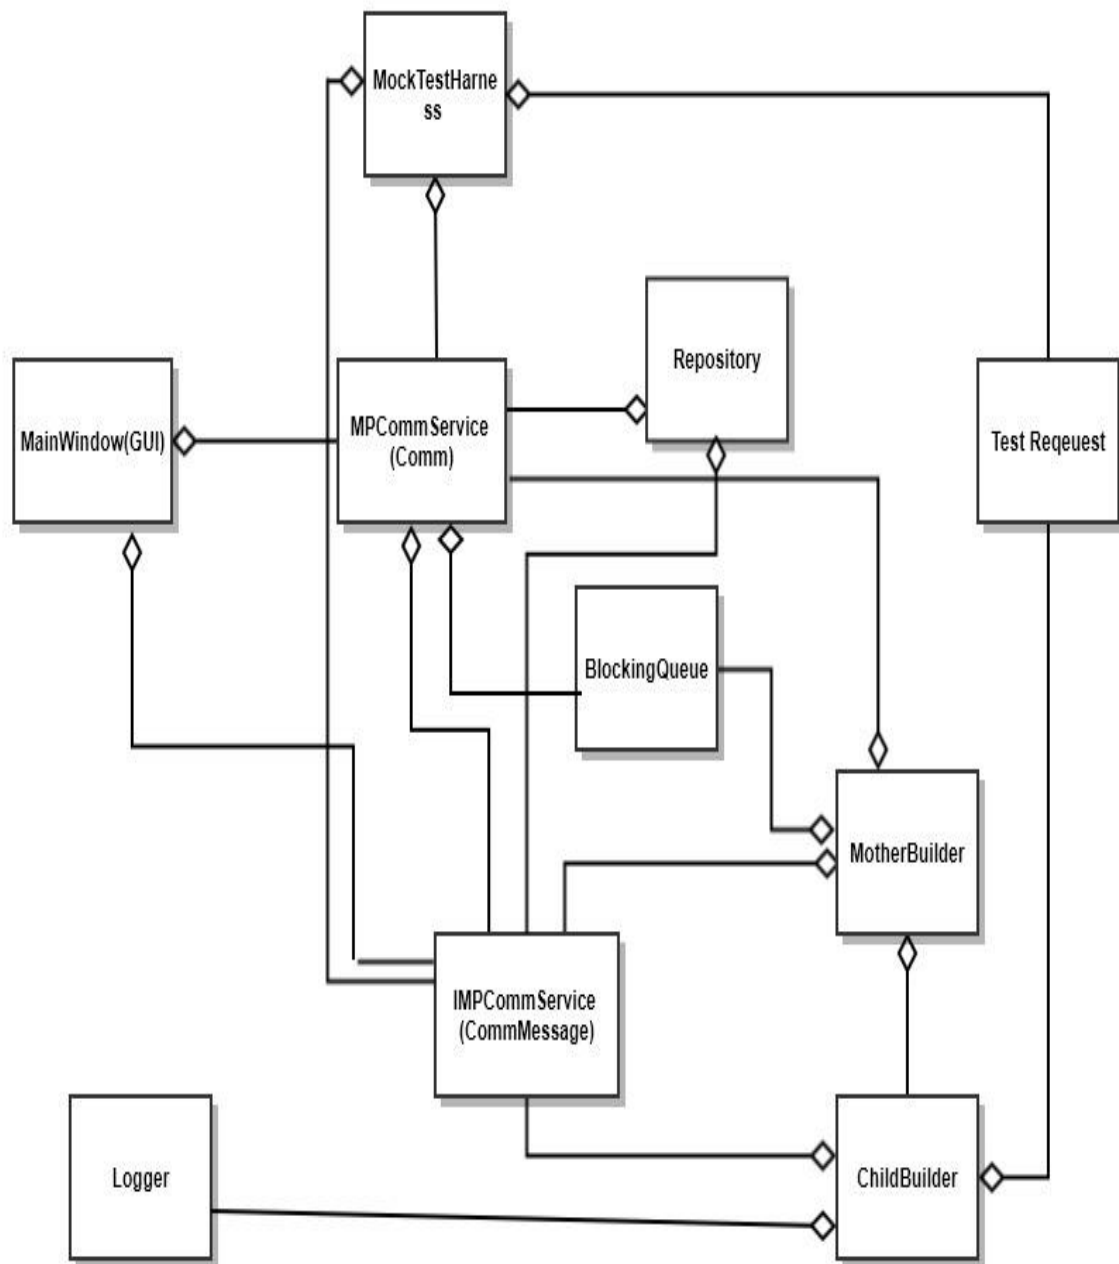 MockTestHarne
ss
Repository
MainWindow(GUI)
MPCommService
(Comm)
Test Reqeuest
BlockingQueue
MotherBuilder
IMPCommService
(CommMessage)
Logger
ChildBuilder